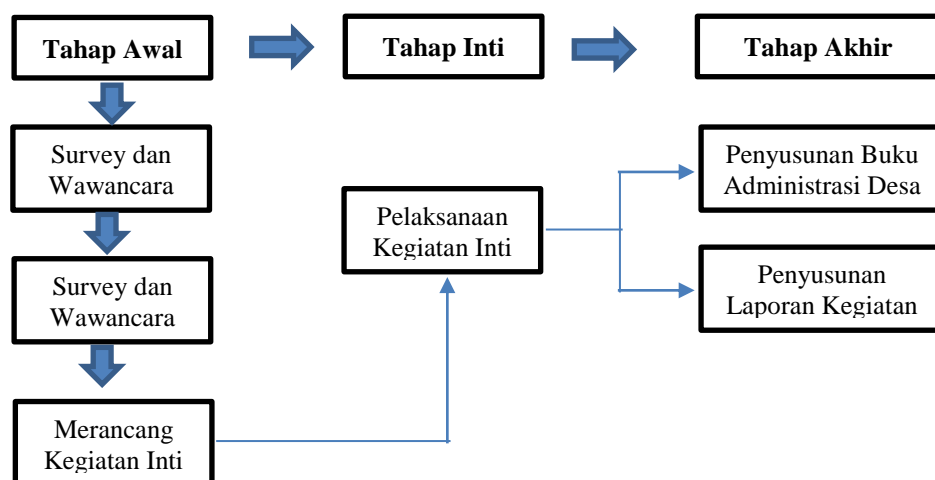 Tahap Awal
Tahap Inti
Tahap Akhir
Survey dan
Wawancara
Survey dan
Wawancara
Merancang
Kegiatan Inti
Pelaksanaan
Kegiatan Inti
Penyusunan Buku
Administrasi Desa
Penyusunan
Laporan Kegiatan